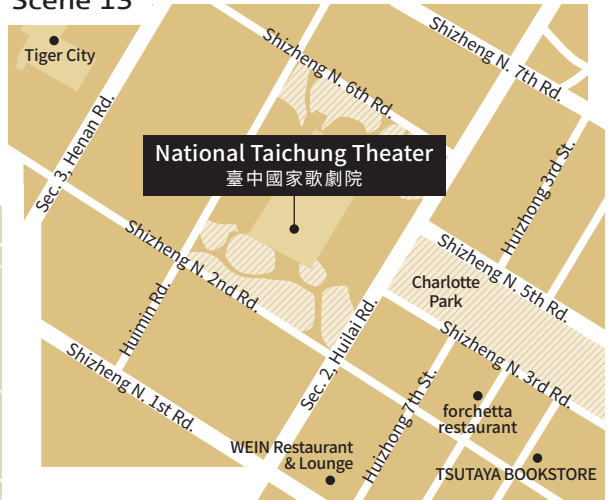 Scene 13
Tiger City
Shizheng N. 6th Rd.
Shizheng N. 7th Rd.
Sec. 3, Henan Rd.
National Taichung Theater
臺中國家歌劇院
Huizhong 3rd St.
Shizheng N. 2nd Rd.
Shizheng N. 5th Rd.
Charlotte
Park
Huimin Rd.
Sec. 2, Huilai Rd.
Shizheng N. 3rd Rd.
Shizheng N. 1st Rd.
Huizhong 7th St.
forchetta
restaurant
WEIN Restaurant
& Lounge
TSUTAYA BOOKSTORE